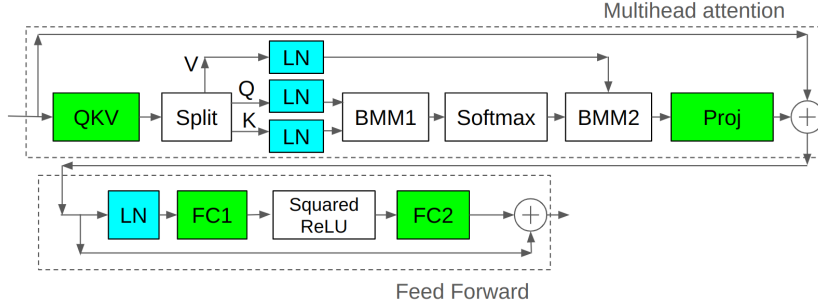 Multihead attention
V
LN
Q
LN
K
LN
QKV
Split
BMM1
Softmax
BMM2
Proj
+
LN
FC1
Squared
ReLU
FC2
+
Feed Forward